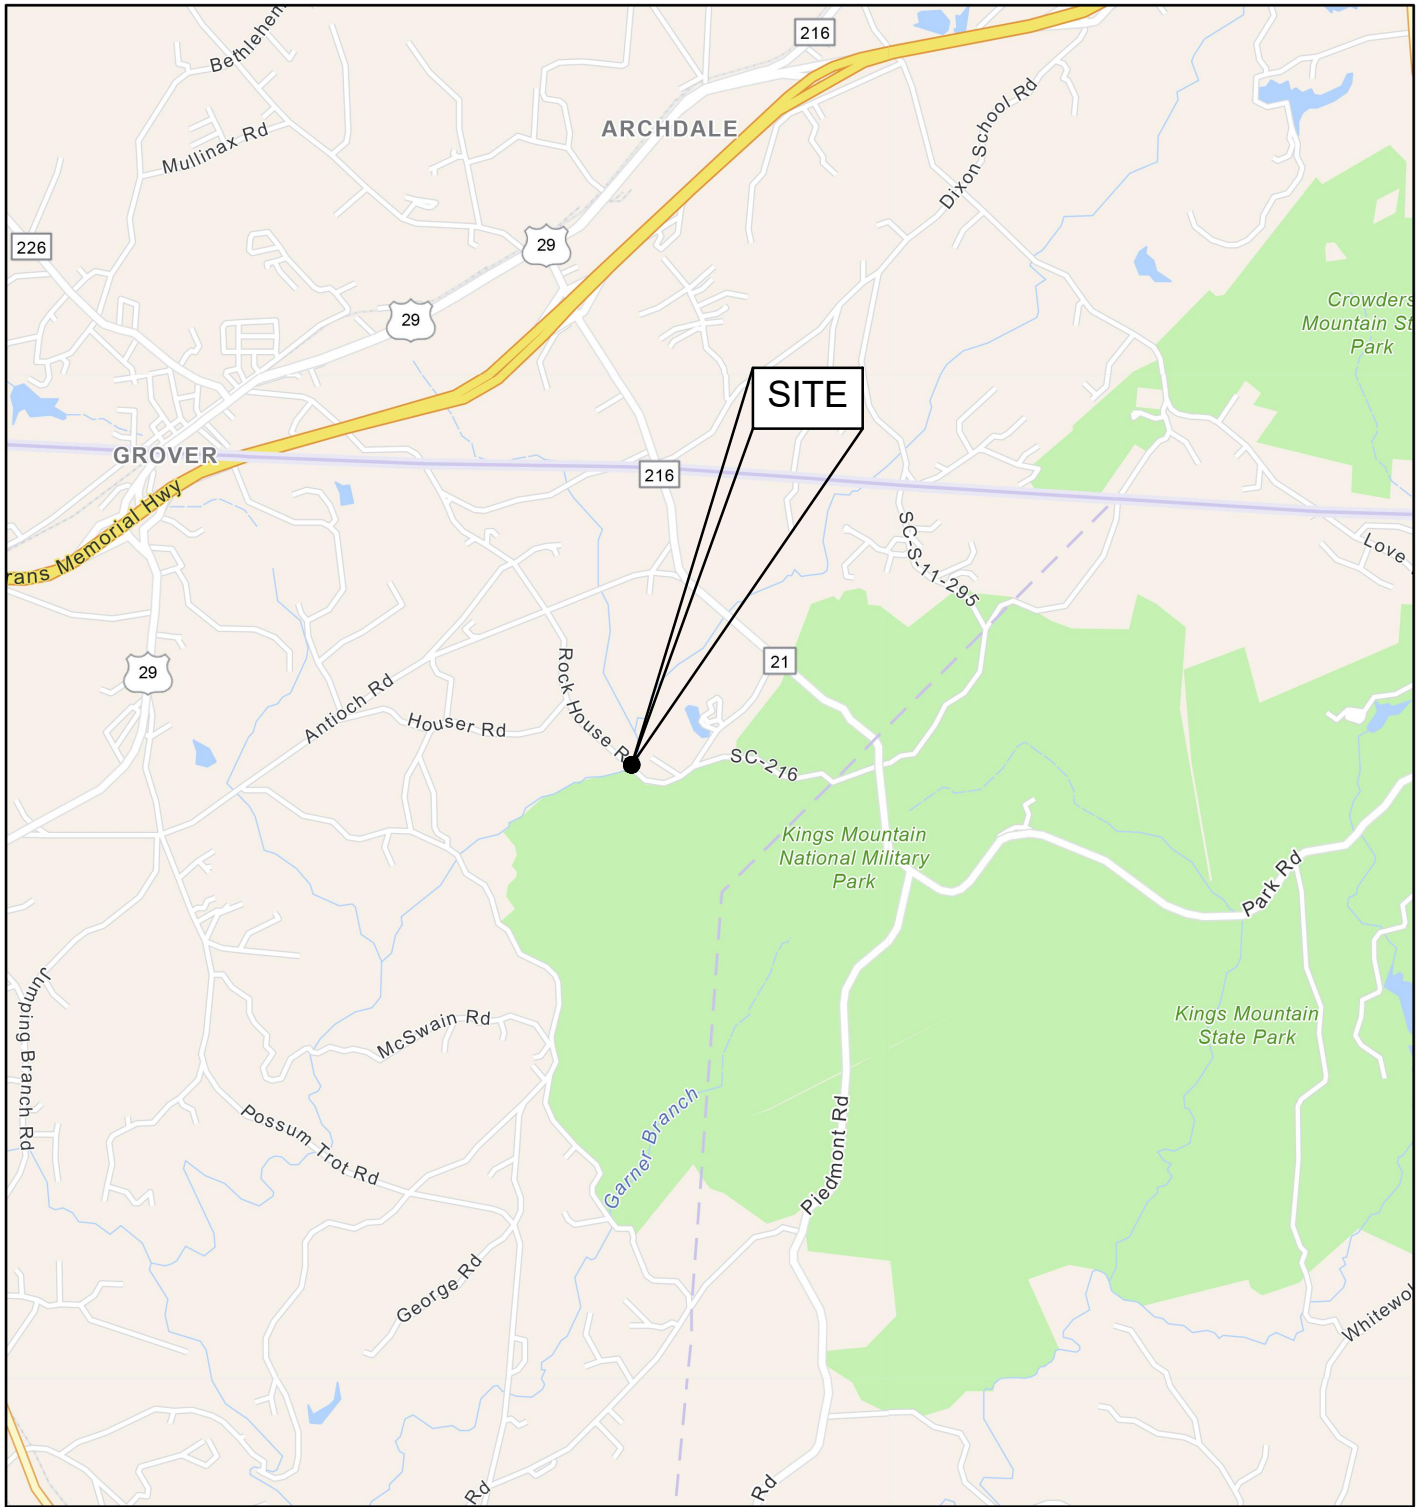 Bethlehem
216
ARCHDALE
Mullinax Rd
Dixon School Rd
226
29
29
Crowders
Mountain St
Park
SITE
GROVER
216
rans Memorial Hwy
SC-S-11-295
Love
29
21
Rock House R
Antioch Rd
Houser Rd
SC-216
Kings Mountain
National Military
Park
Park Rd
Jumping Branch Rd
McSwain Rd
Kings Mountain
State Park
Possum Trot Rd
Garner Branch
Piedmont Rd
George Rd
Whitewol
Rd
Rd